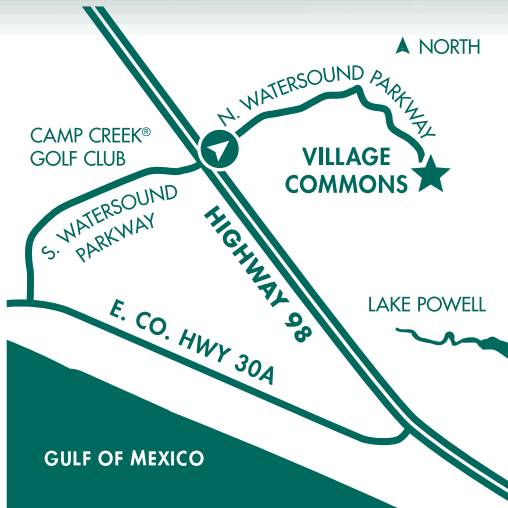 NORTH
N. WATERSOUND PARKWAY
CAMP CREEK®
GOLF CLUB
VILLAGE
COMMONS
S. WATERSOUND
PARKWAY
HIGHWAY 98
LAKE POWELL
E. CO. HWY 30A
GULF OF MEXICO